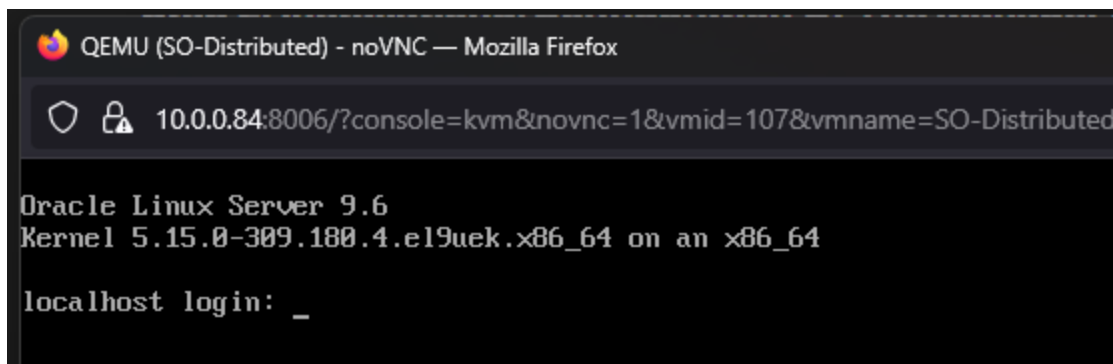 QEMU (SO-Distributed) - noVNC — Mozilla Firefox
10.0.0.84:8006/?console=kvm&novnc=1&vmid=107&vmname=SO-Distributed
Oracle Linux Server 9.6
Kernel 5.15.0-309.180.4.el9uek.x86_64 on an x86_64
localhost login: _